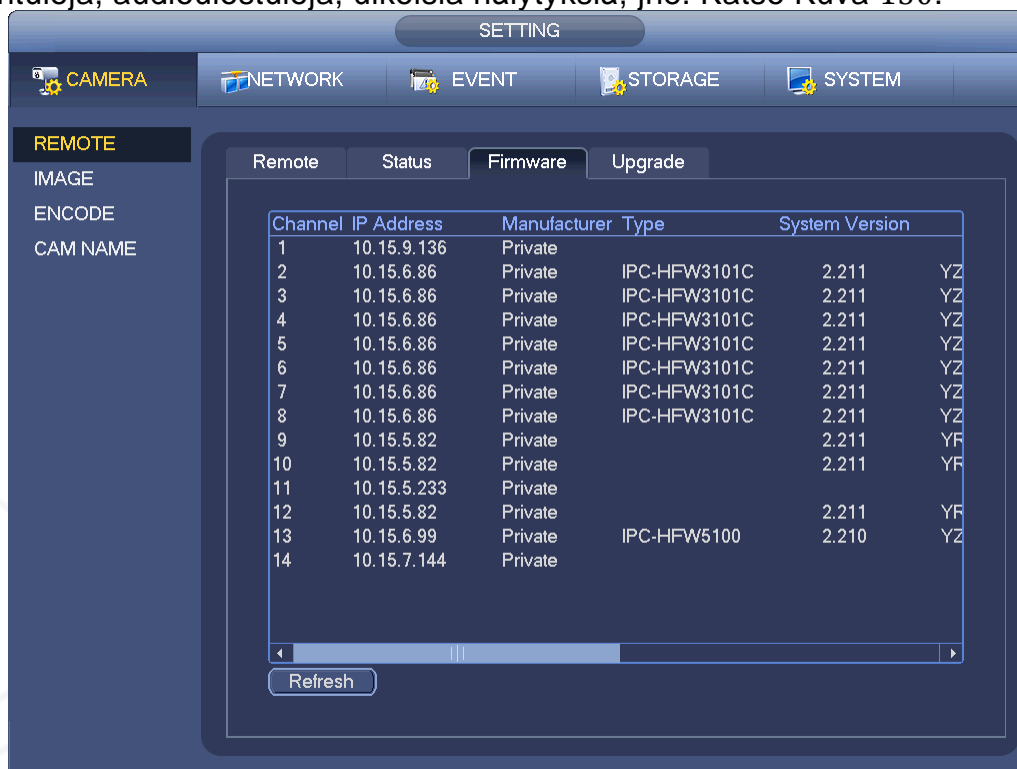 audioulostuloja, ulkoisia hälytyksiä, jne. Katso Kuva 130.
SETTING
CAMERA NETWORK EVENT STORAGE SYSTEM
REMOTE
IMAGE
ENCODE
CAM NAME
Remote Status Firmware Upgrade
Channel IP Address Manufacturer Type System Version
1 10.15.9.136 Private
2 10.15.6.86 Private IPC-HFW3101C 2.211 YZ
3 10.15.6.86 Private IPC-HFW3101C 2.211 YZ
4 10.15.6.86 Private IPC-HFW3101C 2.211 YZ
5 10.15.6.86 Private IPC-HFW3101C 2.211 YZ
6 10.15.6.86 Private IPC-HFW3101C 2.211 YZ
7 10.15.6.86 Private IPC-HFW3101C 2.211 YZ
8 10.15.6.86 Private IPC-HFW3101C 2.211 YZ
9 10.15.5.82 Private 2.211 YR
10 10.15.5.82 Private 2.211 YR
11 10.15.5.233 Private
12 10.15.5.82 Private 2.211 YR
13 10.15.6.99 Private IPC-HFW5100 2.210 YZ
14 10.15.7.144 Private
Refresh